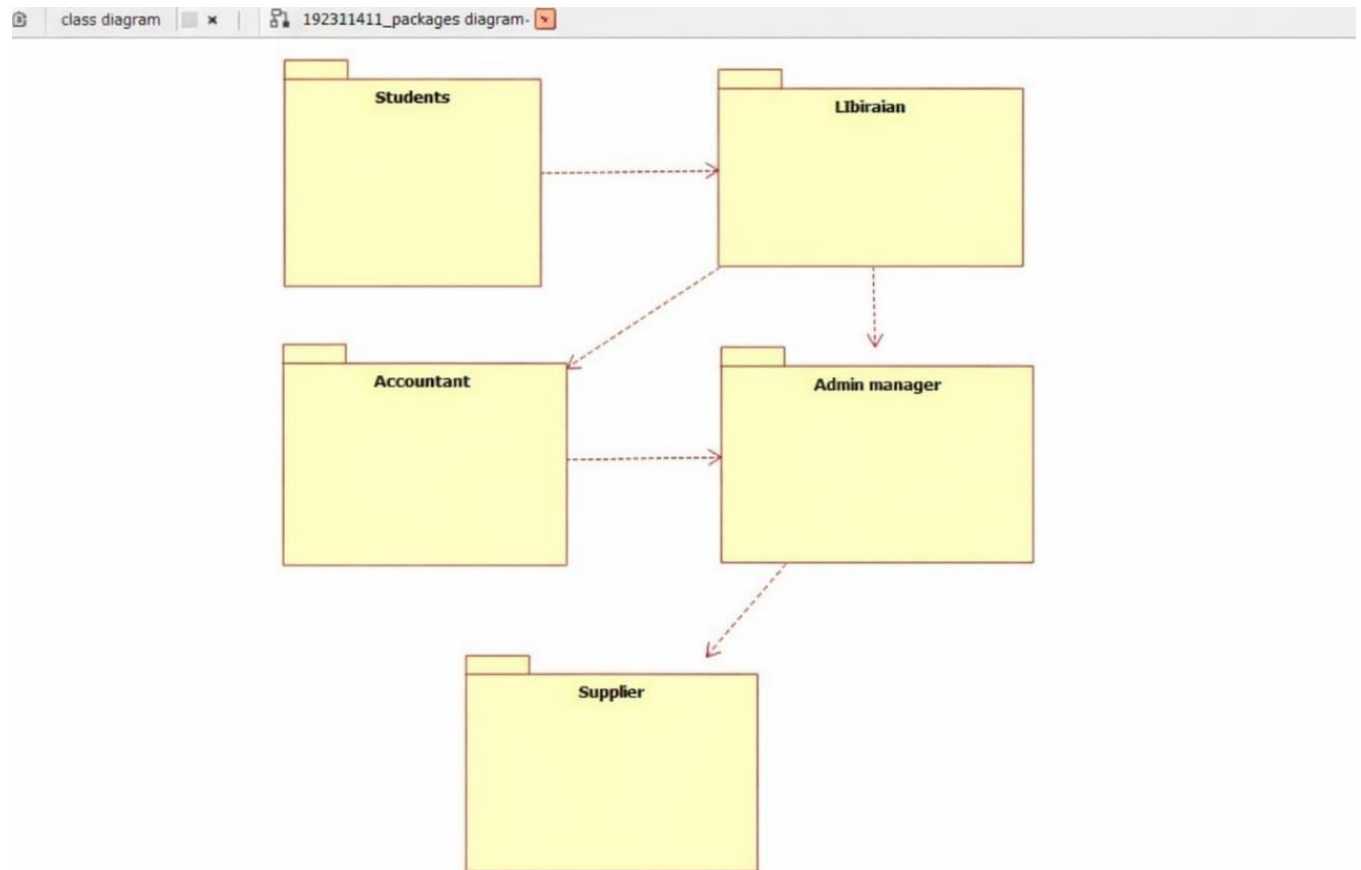 class diagram
192311411_packages diagram-
Students
LIbiraian
Accountant
Admin manager
Supplier